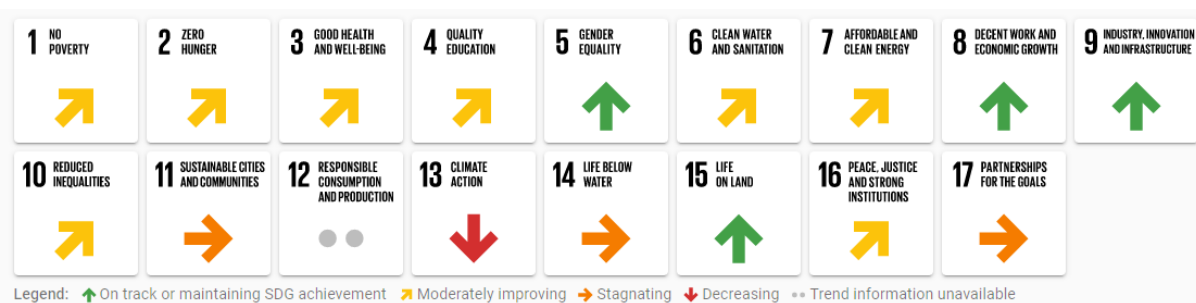 1 NO
POVERTY
2 ZERO
HUNGER
3 GOOD HEALTH
AND WELL-BEING
4 QUALITY
EDUCATION
5 GENDER
EQUALITY
6 CLEAN WATER
AND SANITATION
7 AFFORDABLE AND
CLEAN ENERGY
8 DECENT WORK AND
ECONOMIC GROWTH
9 INDUSTRY, INNOVATION
AND INFRASTRUCTURE
10 REDUCED
INEQUALITIES
11 SUSTAINABLE CITIES
AND COMMUNITIES
12 RESPONSIBLE
CONSUMPTION
AND PRODUCTION
13 CLIMATE
ACTION
14 LIFE BELOW
WATER
15 LIFE
ON LAND
16 PEACE, JUSTICE
AND STRONG
INSTITUTIONS
17 PARTNERSHIPS
FOR THE GOALS
Legend: On track or maintaining SDG achievement Moderately improving Stagnating Decreasing Trend information unavailable